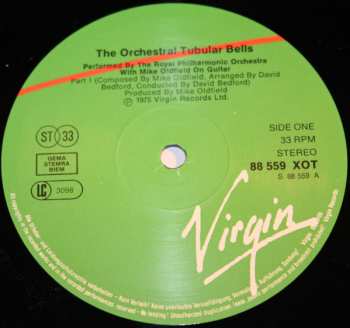 The Orchestral Tubular Bells
Performed By The Royal Philharmonic Orchestra
With Mike Oldfield On Guitar
Part 1 (Composed By Mike Oldfield, Arranged By David
Bedford, Conducted by David Bedford)
Produced By Mike Oldfield
Ⓟ 1975 Virgin Records Ltd.
ST 33
SIDE ONE
33 RPM
GEMA
STEMRA
BIEM
STEREO
88 559 XOT
S 88 559 A
LC 3098
Virgin